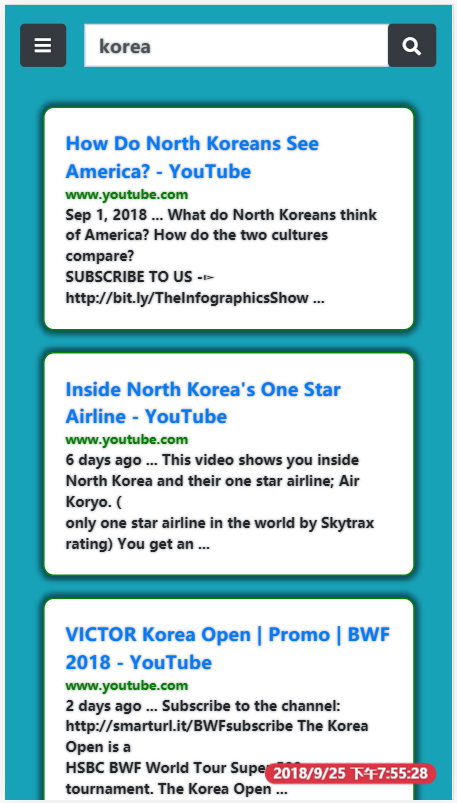 korea
How Do North Koreans See
America? - YouTube
www.youtube.com
Sep 1, 2018 ... What do North Koreans think
of America? How do the two cultures
compare?
SUBSCRIBE TO US -➣
http://bit.ly/TheInfographicsShow ...
Inside North Korea's One Star
Airline - YouTube
www.youtube.com
6 days ago ... This video shows you inside
North Korea and their one star airline; Air
Koryo. (
only one star airline in the world by Skytrax
rating) You get an ...
VICTOR Korea Open | Promo | BWF
2018 - YouTube
www.youtube.com
2 days ago ... Subscribe to the channel:
http://smarturl.it/BWFsubscribe The Korea
Open is a
HSBC BWF World Tour Super
2018/9/25 下午7:55:28
tournament. The Korea Open ...